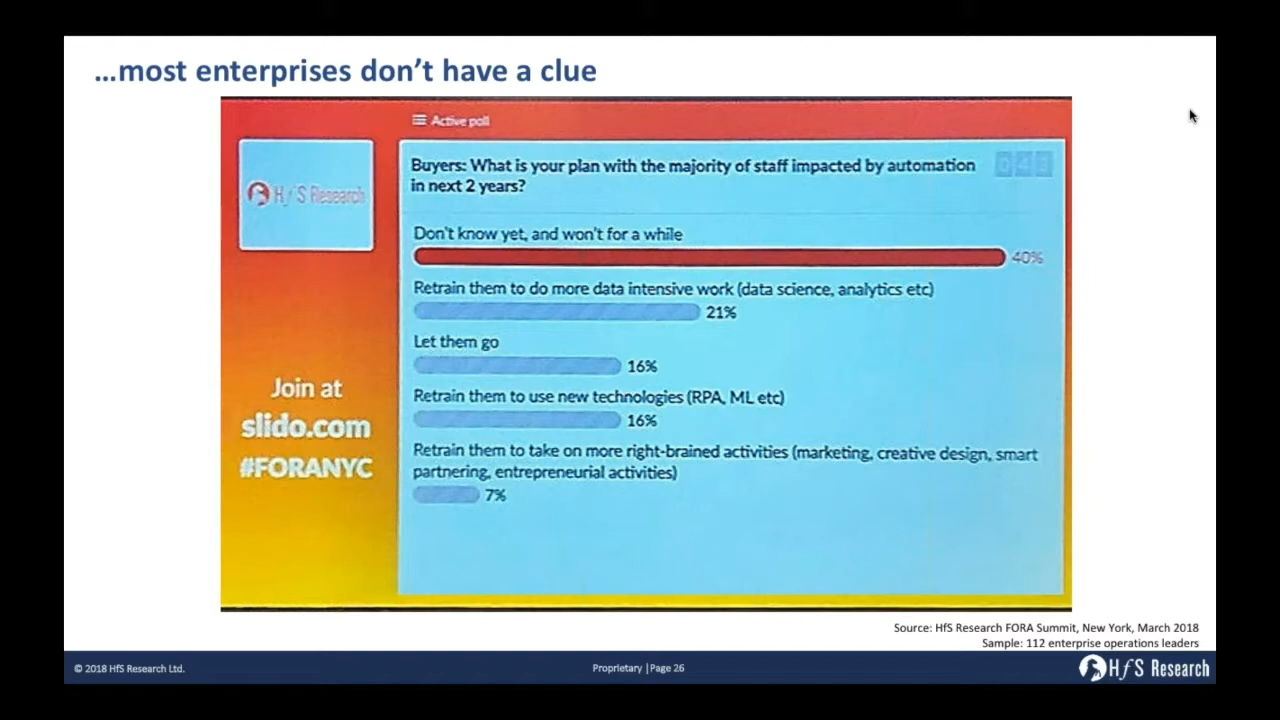 ...most enterprises don't have a clue
Active poll
HfS Research
Buyers: What is your plan with the majority of staff impacted by automation
in next 2 years?
Don't know yet, and won't for a while
40%
Retrain them to do more data intensive work (data science, analytics etc)
21%
Let them go
16%
Retrain them to use new technologies (RPA, ML etc)
16%
Retrain them to take on more right-brained activities (marketing, creative design, smart
partnering, entrepreneurial activities)
7%
Join at
slido.com
#FORANYC
Source: HfS Research FORA Summit, New York, March 2018
Sample: 112 enterprise operations leaders
© 2018 HfS Research Ltd.
Proprietary | Page 26
HfS Research